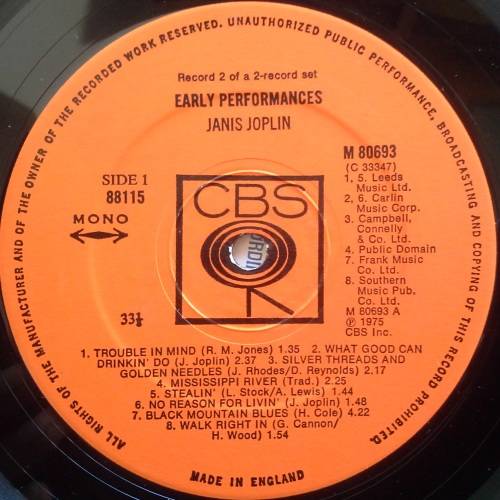 ALL RIGHTS OF THE MANUFACTURER AND OF THE OWNER OF THE RECORDED WORK RESERVED. UNAUTHORIZED PUBLIC PERFORMANCE, BROADCASTING AND COPYING OF THIS RECORD PROHIBITED.
Record 2 of a 2-record set
EARLY PERFORMANCES
JANIS JOPLIN
SIDE 1
88115
MONO
33⅓
CBS
M 80693
(C 33347)
1, 5. Leeds
Music Ltd.
2, 6. Carlin
Music Corp.
3. Campbell,
Connelly
& Co. Ltd.
4. Public Domain
7. Frank Music
Co. Ltd.
8. Southern
Music Pub.
Co. Ltd.
M 80693 A
℗ 1975
CBS Inc.
1. TROUBLE IN MIND (R. M. Jones) 1.35 2. WHAT GOOD CAN
DRINKIN' DO (J. Joplin) 2.37 3. SILVER THREADS AND
GOLDEN NEEDLES (J. Rhodes/D. Reynolds) 2.17
4. MISSISSIPPI RIVER (Trad.) 2.25
5. STEALIN' (L. Stock/A. Lewis) 1.44
6. NO REASON FOR LIVIN' (J. Joplin) 1.48
7. BLACK MOUNTAIN BLUES (H. Cole) 4.22
8. WALK RIGHT IN (G. Cannon/
H. Wood) 1.54
MADE IN ENGLAND